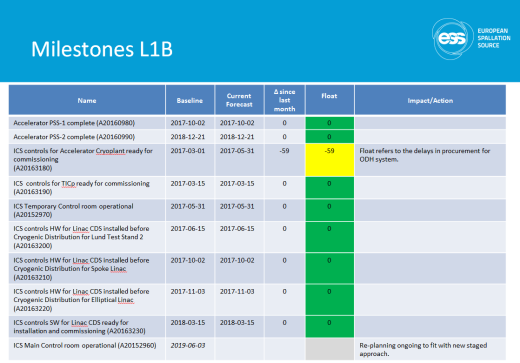 Milestones L1B
ess
EUROPEAN
SPALLATION
SOURCE
Name Baseline Current Forecast Δ since last month Float Impact/Action
Accelerator PSS-1 complete (A20160980) 2017-10-02 2017-10-02 0 0
Accelerator PSS-2 complete (A20160990) 2018-12-21 2018-12-21 0 0
ICS controls for Accelerator Cryoplant ready for 2017-03-01 2017-05-31 -59 -59 Float refers to the delays in procurement for
commissioning ODH system.
(A20163180)
ICS controls for TICp ready for commissioning 2017-03-15 2017-03-15 0 0
(A20163190)
ICS Temporary Control room operational 2017-05-31 2017-05-31 0 0
(A20152970)
ICS controls HW for Linac CDS installed before 2017-06-15 2017-06-15 0 0
Cryogenic Distribution for Lund Test Stand 2
(A20163200)
ICS controls HW for Linac CDS installed before 2017-10-02 2017-10-02 0 0
Cryogenic Distribution for Spoke Linac
(A20163210)
ICS controls HW for Linac CDS installed before 2017-11-03 2017-11-03 0 0
Cryogenic Distribution for Elliptical Linac
(A20163220)
ICS controls SW for Linac CDS ready for 2018-03-15 2018-03-15 0 0
installation and commissioning (A20163230)
ICS Main Control room operational (A20152960) 2019-06-03 Re-planning ongoing to fit with new staged
approach.